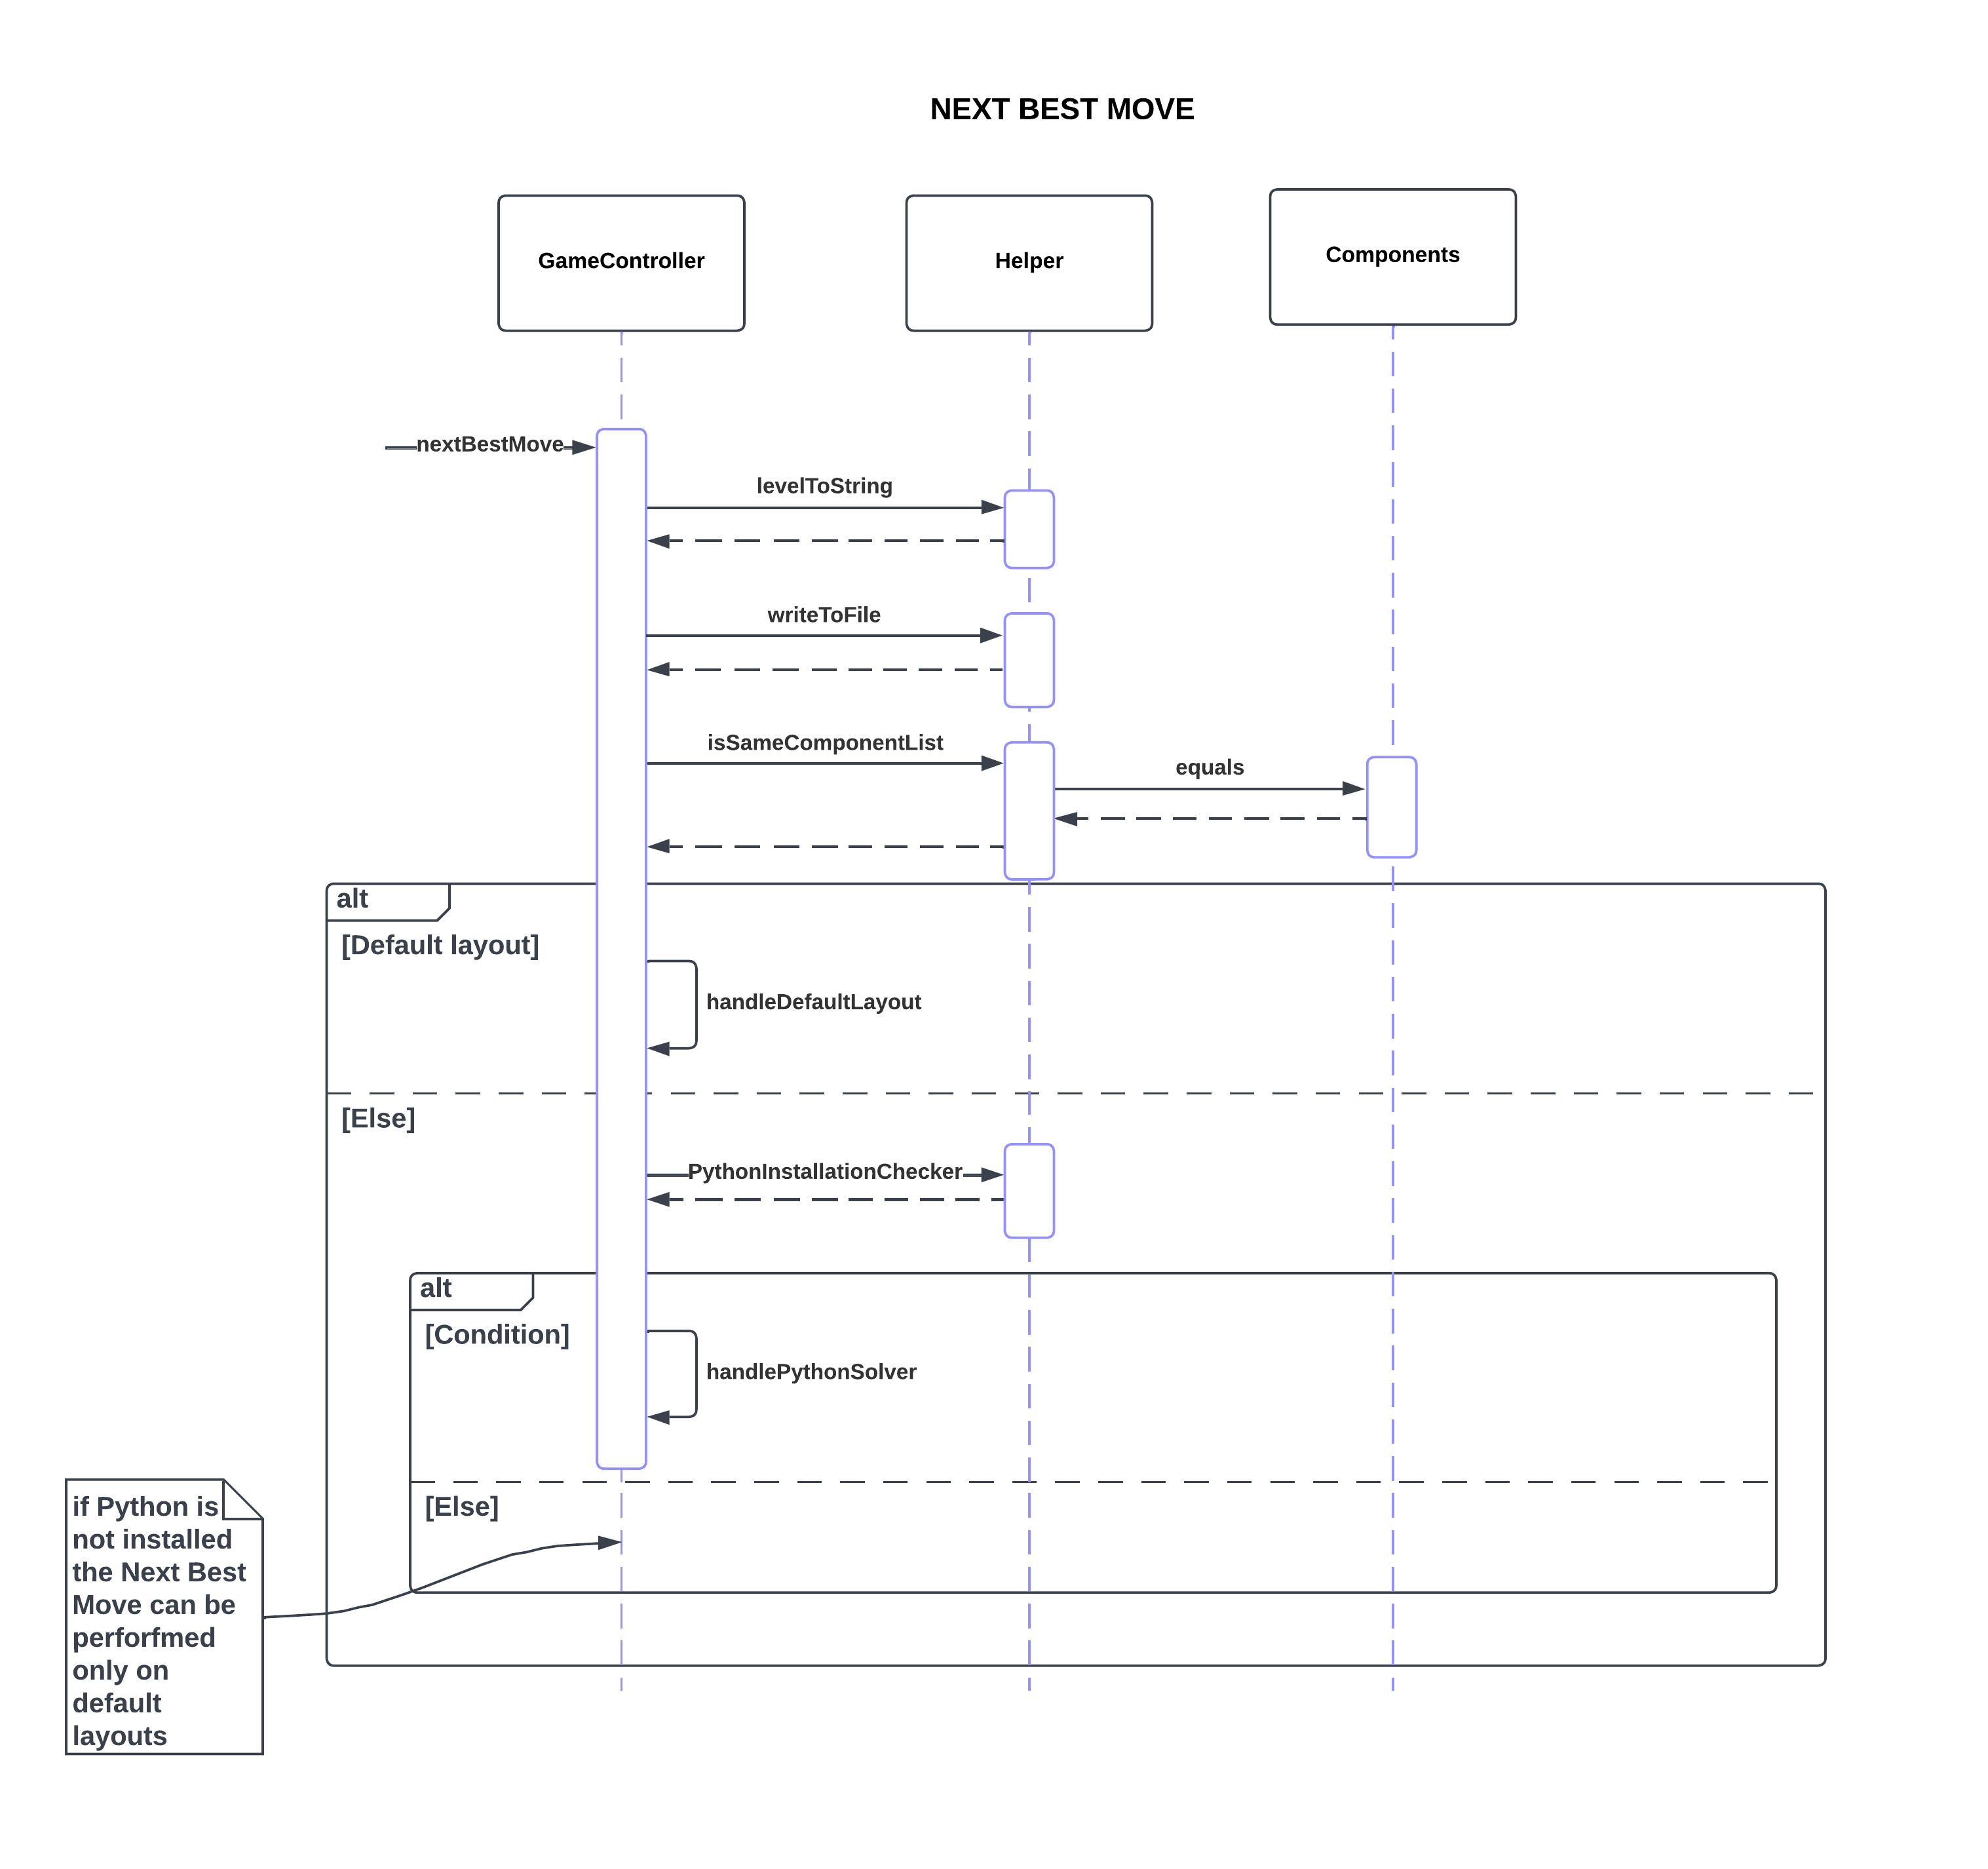 NEXT BEST MOVE
GameController
Helper
Components
nextBestMove
levelToString
writeToFile
isSameComponentList
equals
alt
[Default layout]
handleDefaultLayout
[Else]
PythonInstallationChecker
alt
[Condition]
handlePythonSolver
[Else]
if Python is
not installed
the Next Best
Move can be
perforfmed
only on
default
layouts